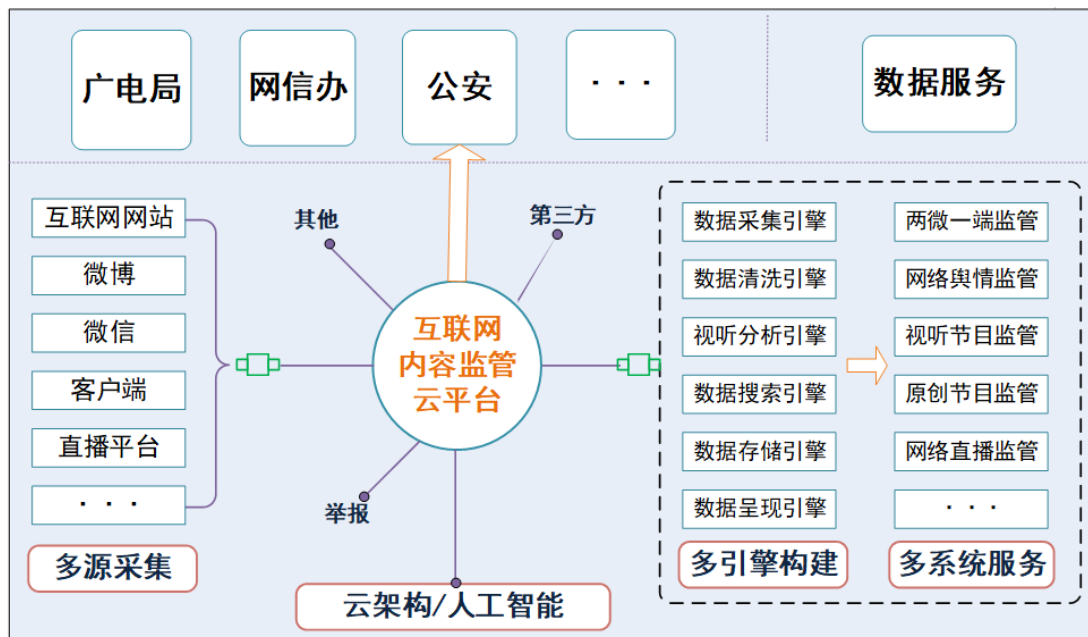 广电局
网信办
公安
· · ·
数据服务
互联网网站
微博
微信
客户端
直播平台
· · ·
多源采集
其他
第三方
互联网
内容监管
云平台
举报
云架构/人工智能
数据采集引擎
数据清洗引擎
视听分析引擎
数据搜索引擎
数据存储引擎
数据呈现引擎
多引擎构建
两微一端监管
网络舆情监管
视听节目监管
原创节目监管
网络直播监管
· · ·
多系统服务